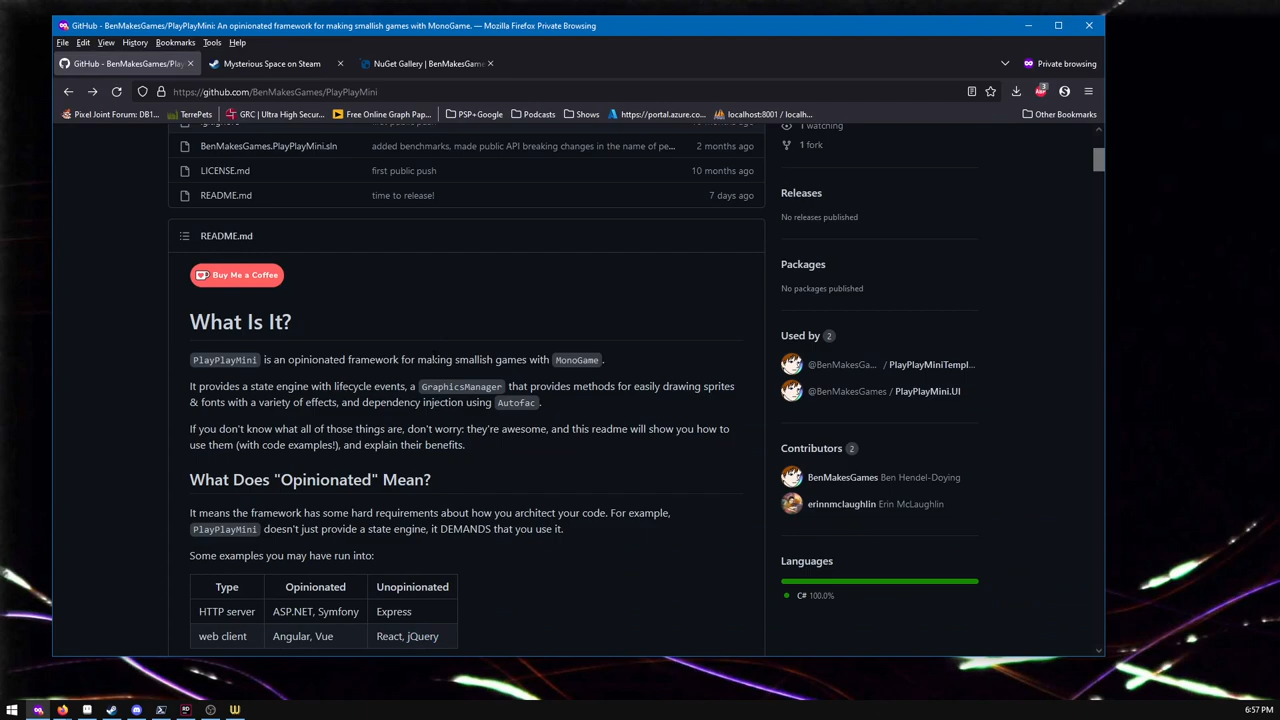 GitHub - BenMakesGames/PlayPlayMini: An opinionated framework for making smallish games with MonoGame. — Mozilla Firefox Private Browsing
File Edit View History Bookmarks Tools Help
GitHub - BenMakesGames/Play
Mysterious Space on Steam
NuGet Gallery | BenMakesGame
Private browsing
https://github.com/BenMakesGames/PlayPlayMini
3
Pixel Joint Forum: DB1... TerrePets GRC | Ultra High Securi... Free Online Graph Pap... PSP+Google Podcasts Shows https://portal.azure.co... localhost:8001 / localh... Other Bookmarks
BenMakesGames.PlayPlayMini.sln added benchmarks, made public API breaking changes in the name of pe... 2 months ago
LICENSE.md first public push 10 months ago
README.md time to release! 7 days ago
README.md
Buy Me a Coffee
What Is It?
PlayPlayMini is an opinionated framework for making smallish games with MonoGame.
It provides a state engine with lifecycle events, a GraphicsManager that provides methods for easily drawing sprites
& fonts with a variety of effects, and dependency injection using Autofac.
If you don't know what all of those things are, don't worry: they're awesome, and this readme will show you how to
use them (with code examples!), and explain their benefits.
What Does "Opinionated" Mean?
It means the framework has some hard requirements about how you architect your code. For example,
PlayPlayMini doesn't just provide a state engine, it DEMANDS that you use it.
Some examples you may have run into:
Type Opinionated Unopinionated
HTTP server ASP.NET, Symfony Express
web client Angular, Vue React, jQuery
1 watching
1 fork
Releases
No releases published
Packages
No packages published
Used by 2
@BenMakesGa... / PlayPlayMiniTempl...
@BenMakesGames / PlayPlayMini.UI
Contributors 2
BenMakesGames Ben Hendel-Doying
erinnmclaughlin Erin McLaughlin
Languages
C# 100.0%
6:57 PM